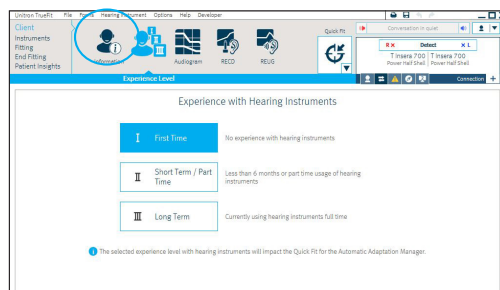 Unitron TrueFit File Forms Hearing Instrument Options Help Developer
Client
Instruments
Fitting
End Fitting
Patient Insights
Information
Audiogram
RECD
REUG
Quick Fit
Conversation in quiet
R X Detect X L
T Insera 700 T Insera 700
Power Half Shell Power Half Shell
Connection +
Experience Level
Experience with Hearing Instruments
I First Time No experience with hearing instruments
II Short Term / Part Time Less than 6 months or part time usage of hearing instruments
III Long Term Currently using hearing instruments full time
The selected experience level with hearing instruments will impact the Quick Fit for the Automatic Adaptation Manager.